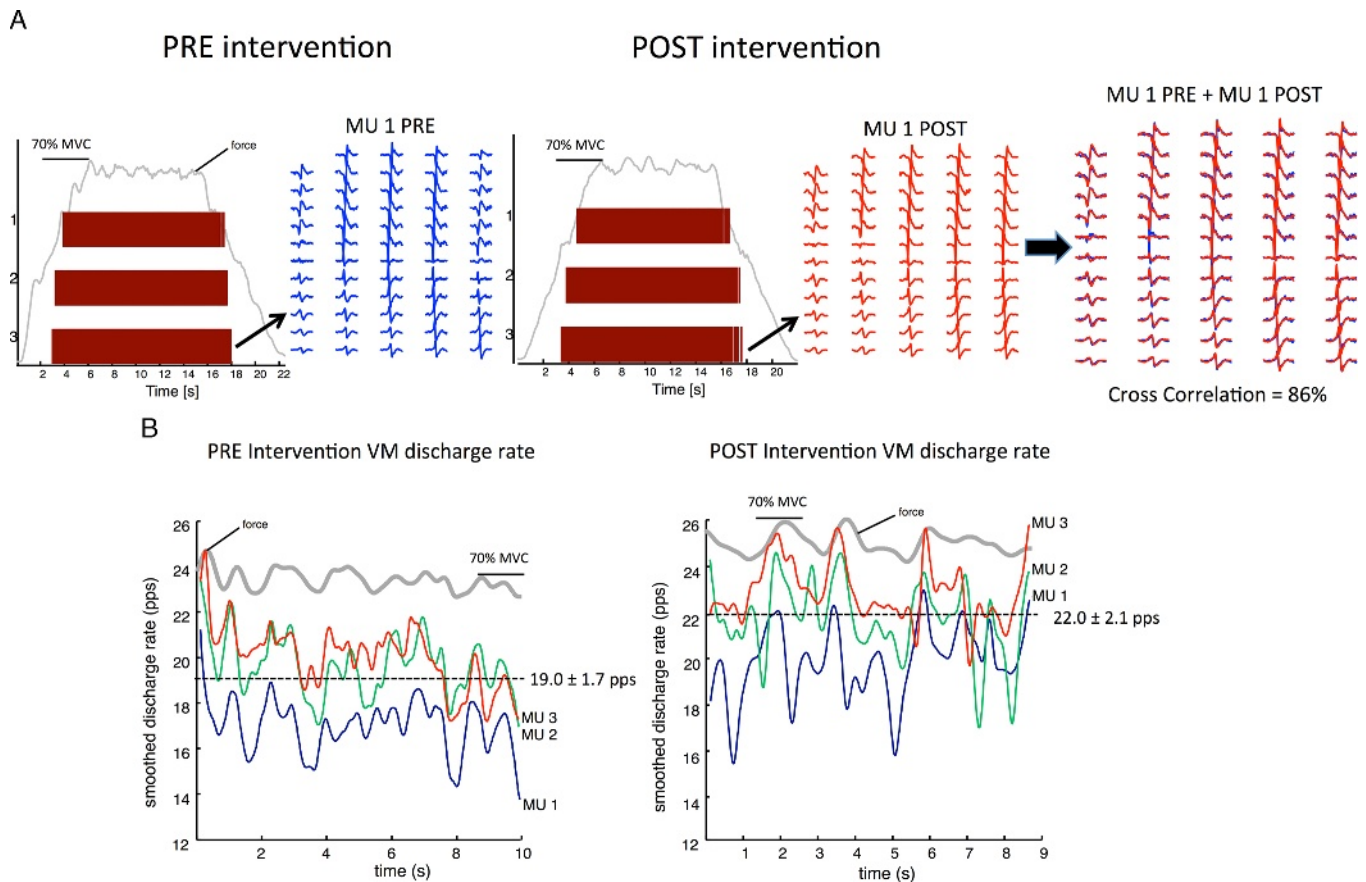 A
PRE intervention
POST intervention
MU 1 PRE + MU 1 POST
70% MVC
force
MU 1 PRE
70% MVC
MU 1 POST
1
2
3
1
2
3
2 4 6 8 10 12 14 16 18 20 22
Time [s]
2 4 6 8 10 12 14 16 18 20
Time [s]
Cross Correlation = 86%
B
PRE Intervention VM discharge rate
POST Intervention VM discharge rate
smoothed discharge rate (pps)
26
24
22
20
18
16
14
12
force
70% MVC
19.0 ± 1.7 pps
MU 3
MU 2
MU 1
2 4 6 8 10
time (s)
smoothed discharge rate (pps)
26
24
22
20
18
16
14
12
70% MVC
force
MU 3
MU 2
MU 1
22.0 ± 2.1 pps
1 2 3 4 5 6 7 8 9
time (s)